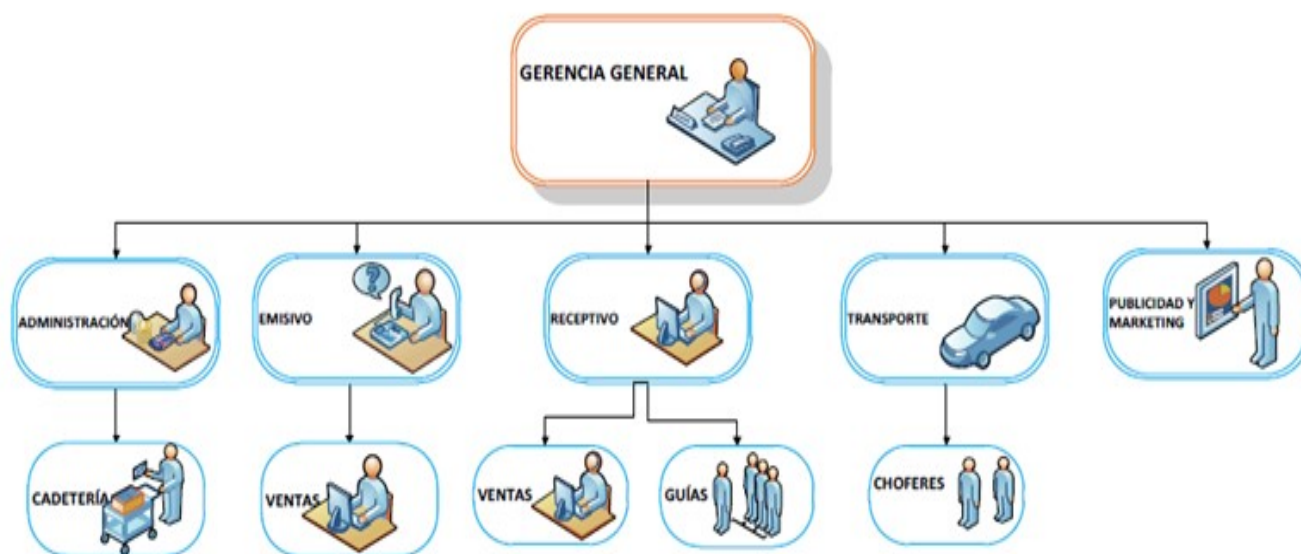 GERENCIA GENERAL
?
ADMINISTRACIÓN
EMISIVO
RECEPTIVO
TRANSPORTE
PUBLICIDAD Y
MARKETING
CADETERÍA
VENTAS
VENTAS
GUÍAS
CHOFERES